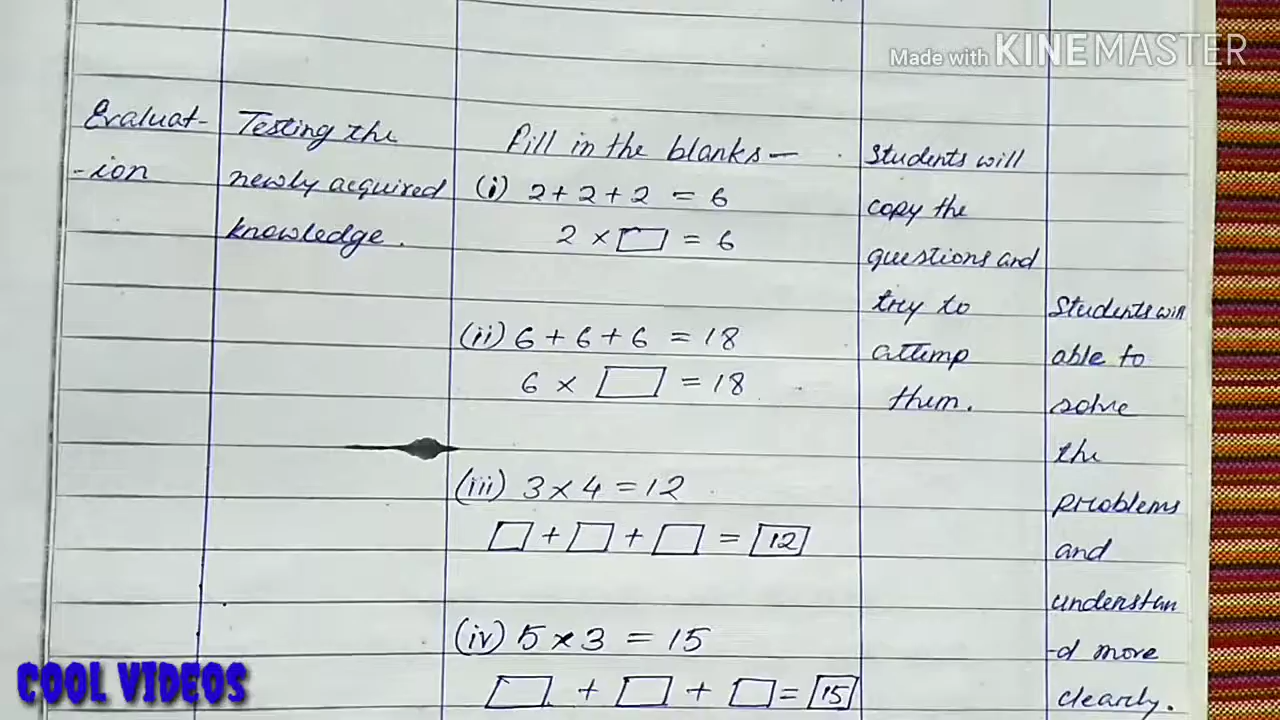 Made with KINEMASTER
Evaluat-
-ion
Testing the
newly acquired
knowledge.
Fill in the blanks —
(i) 2 + 2 + 2 = 6
2 × □ = 6
(ii) 6 + 6 + 6 = 18
6 × □ = 18
(iii) 3 × 4 = 12
□ + □ + □ = 12
(iv) 5 × 3 = 15
□ + □ + □ = 15
Students will
copy the
questions and
try to
attemp
them.
Students will
able to
solve
the
problems
and
understan
-d more
clearly.
COOL VIDEOS